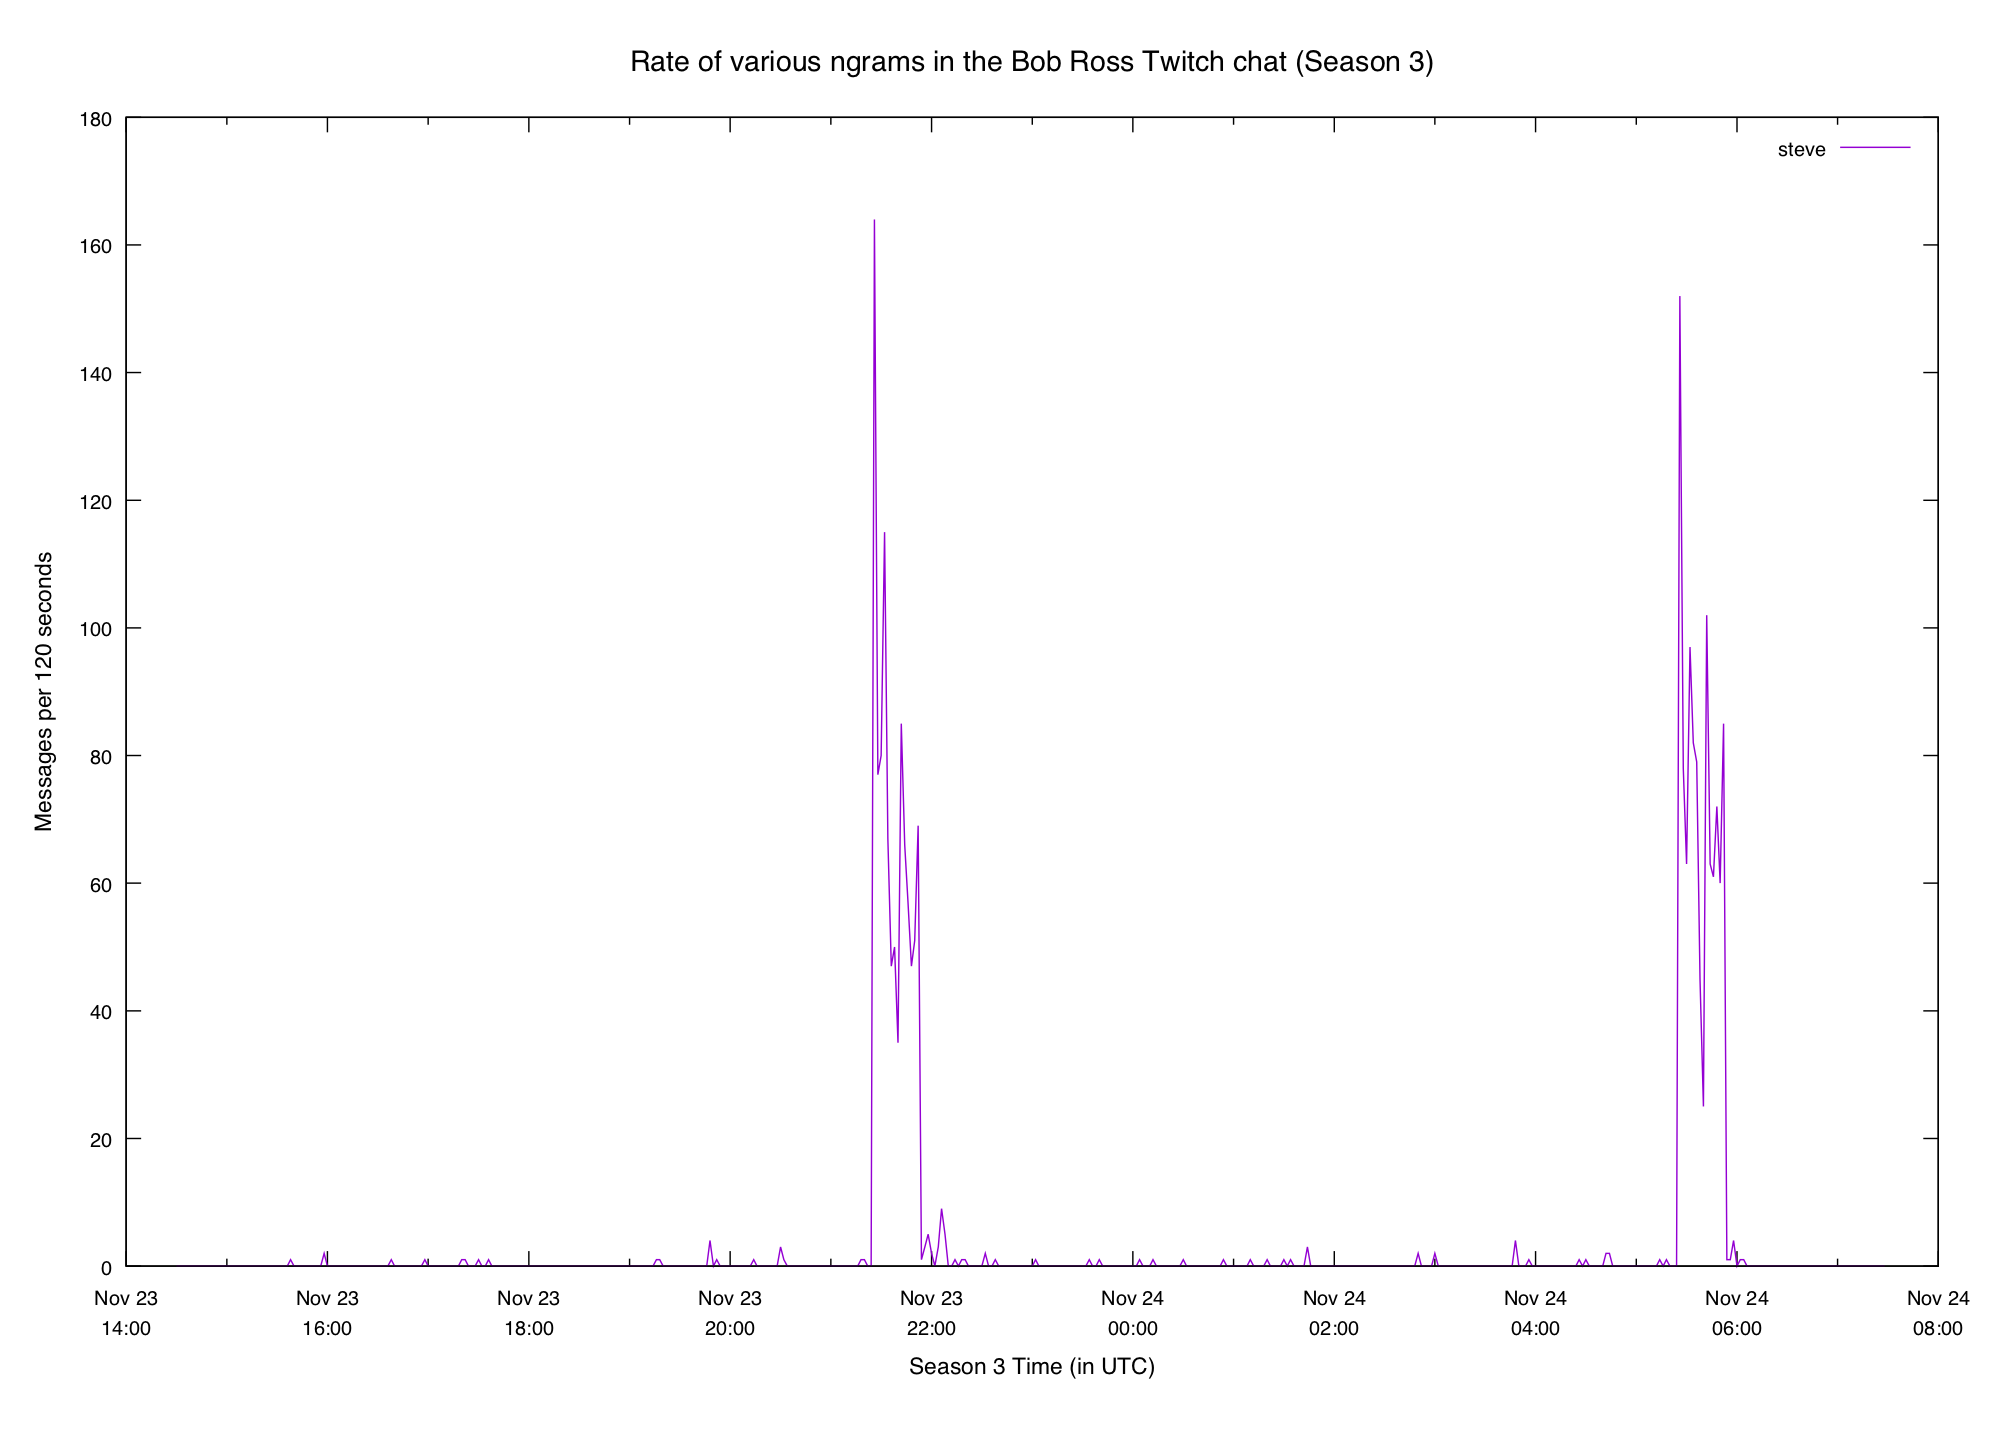 Rate of various ngrams in the Bob Ross Twitch chat (Season 3)
steve
180
160
140
120
100
80
60
40
20
0
Messages per 120 seconds
Nov 23 Nov 23 Nov 23 Nov 23 Nov 23 Nov 24 Nov 24 Nov 24 Nov 24 Nov 24
14:00 16:00 18:00 20:00 22:00 00:00 02:00 04:00 06:00 08:00
Season 3 Time (in UTC)